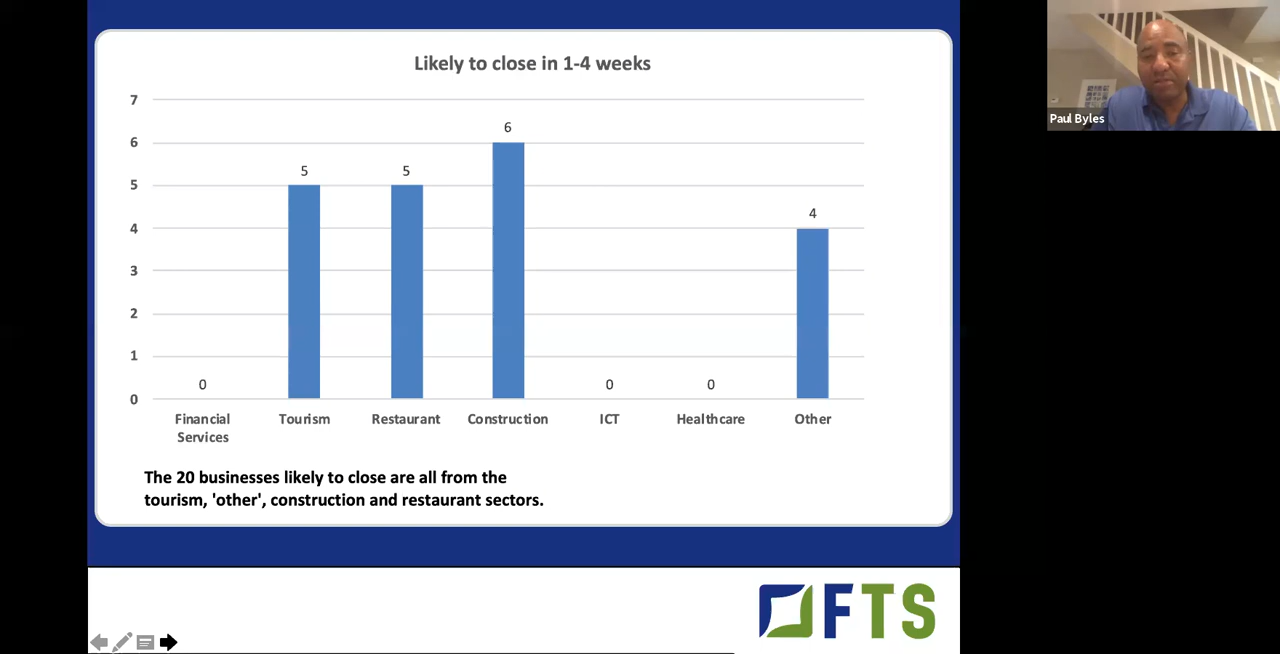 Likely to close in 1-4 weeks
7
6
5
4
3
2
1
0
0
5
5
6
0
0
4
Financial
Services
Tourism
Restaurant
Construction
ICT
Healthcare
Other
The 20 businesses likely to close are all from the
tourism, 'other', construction and restaurant sectors.
FTS
Paul Byles